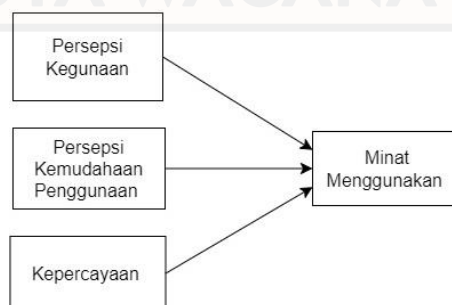 Persepsi
Kegunaan
Persepsi
Kemudahaan
Penggunaan
Kepercayaan
Minat
Menggunakan